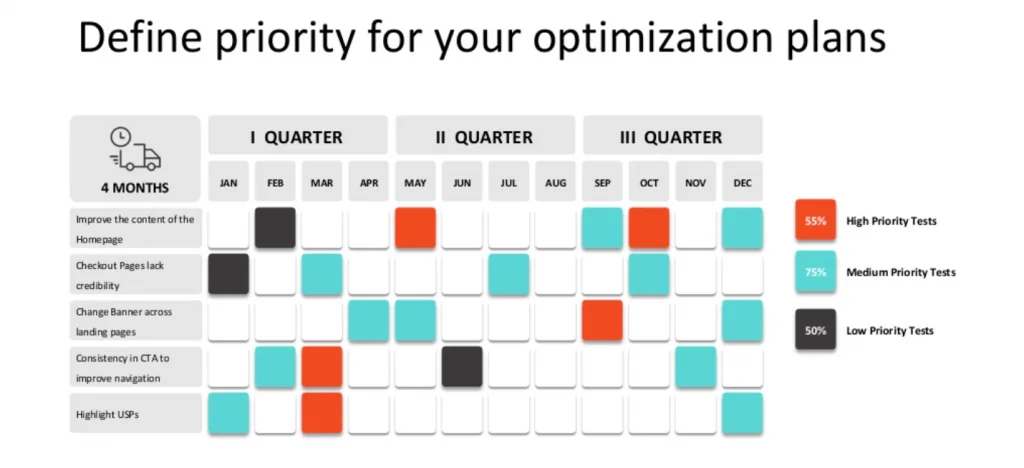 Define priority for your optimization plans
4 MONTHS
I QUARTER
II QUARTER
III QUARTER
JAN
FEB
MAR
APR
MAY
JUN
JUL
AUG
SEP
OCT
NOV
DEC
Improve the content of the
Homepage
Checkout Pages lack
credibility
Change Banner across
landing pages
Consistency in CTA to
improve navigation
Highlight USPs
55%
High Priority Tests
75%
Medium Priority Tests
50%
Low Priority Tests